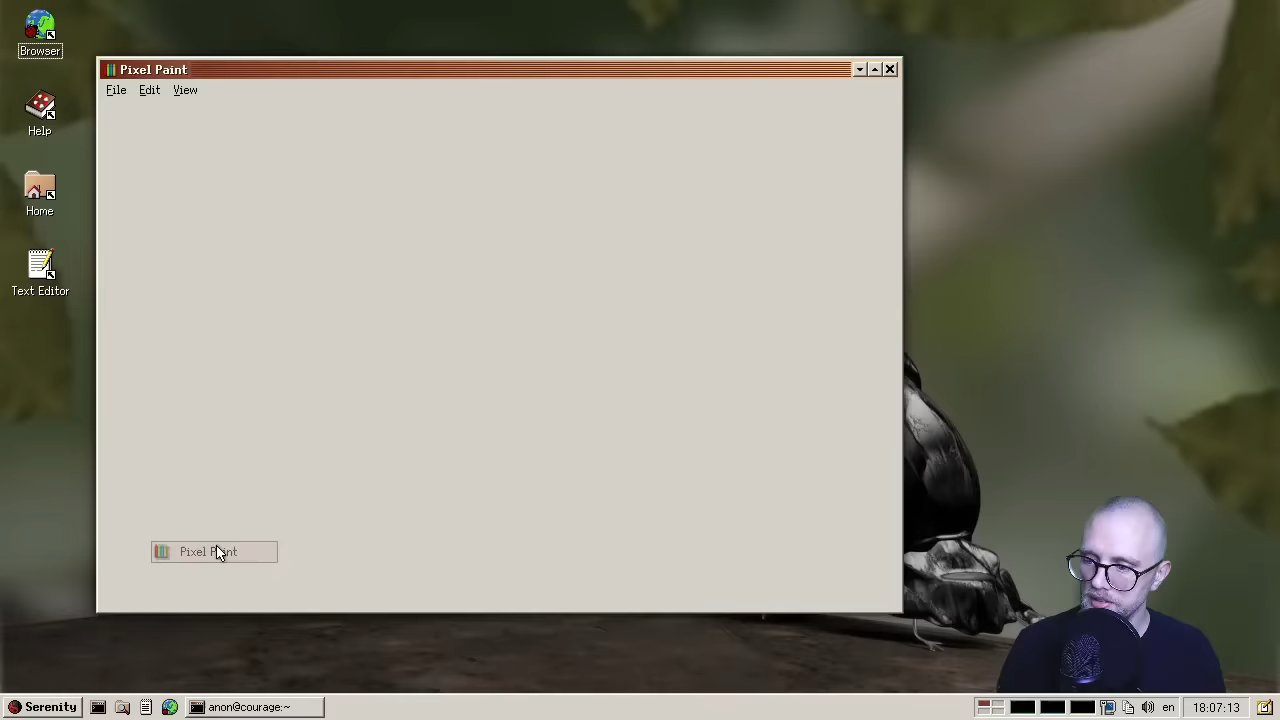 Browser
Help
Home
Text Editor
Pixel Paint
File Edit View
Pixel Paint
Serenity
anon@courage:~
en
18:07:13